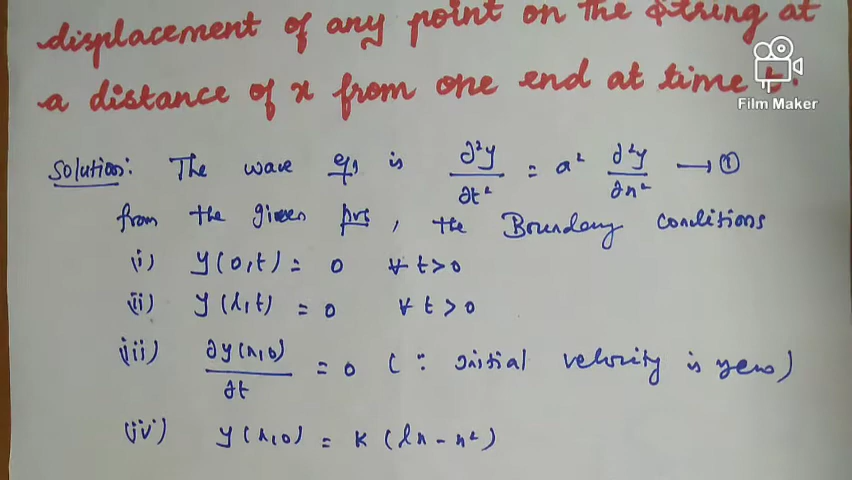 displacement of any point on the string at
a distance of x from one end at time t.
Film Maker
Solution: The wave eqn is ∂²y/∂t² = a² ∂²y/∂x² → ①
from the given prb, the Boundary conditions
(i) y(0,t) = 0 ∀ t>0
(ii) y(l,t) = 0 ∀ t>0
(iii) ∂y(x,0)/∂t = 0 (∵ initial velocity is zero)
(iv) y(x,0) = K(lx - x²)